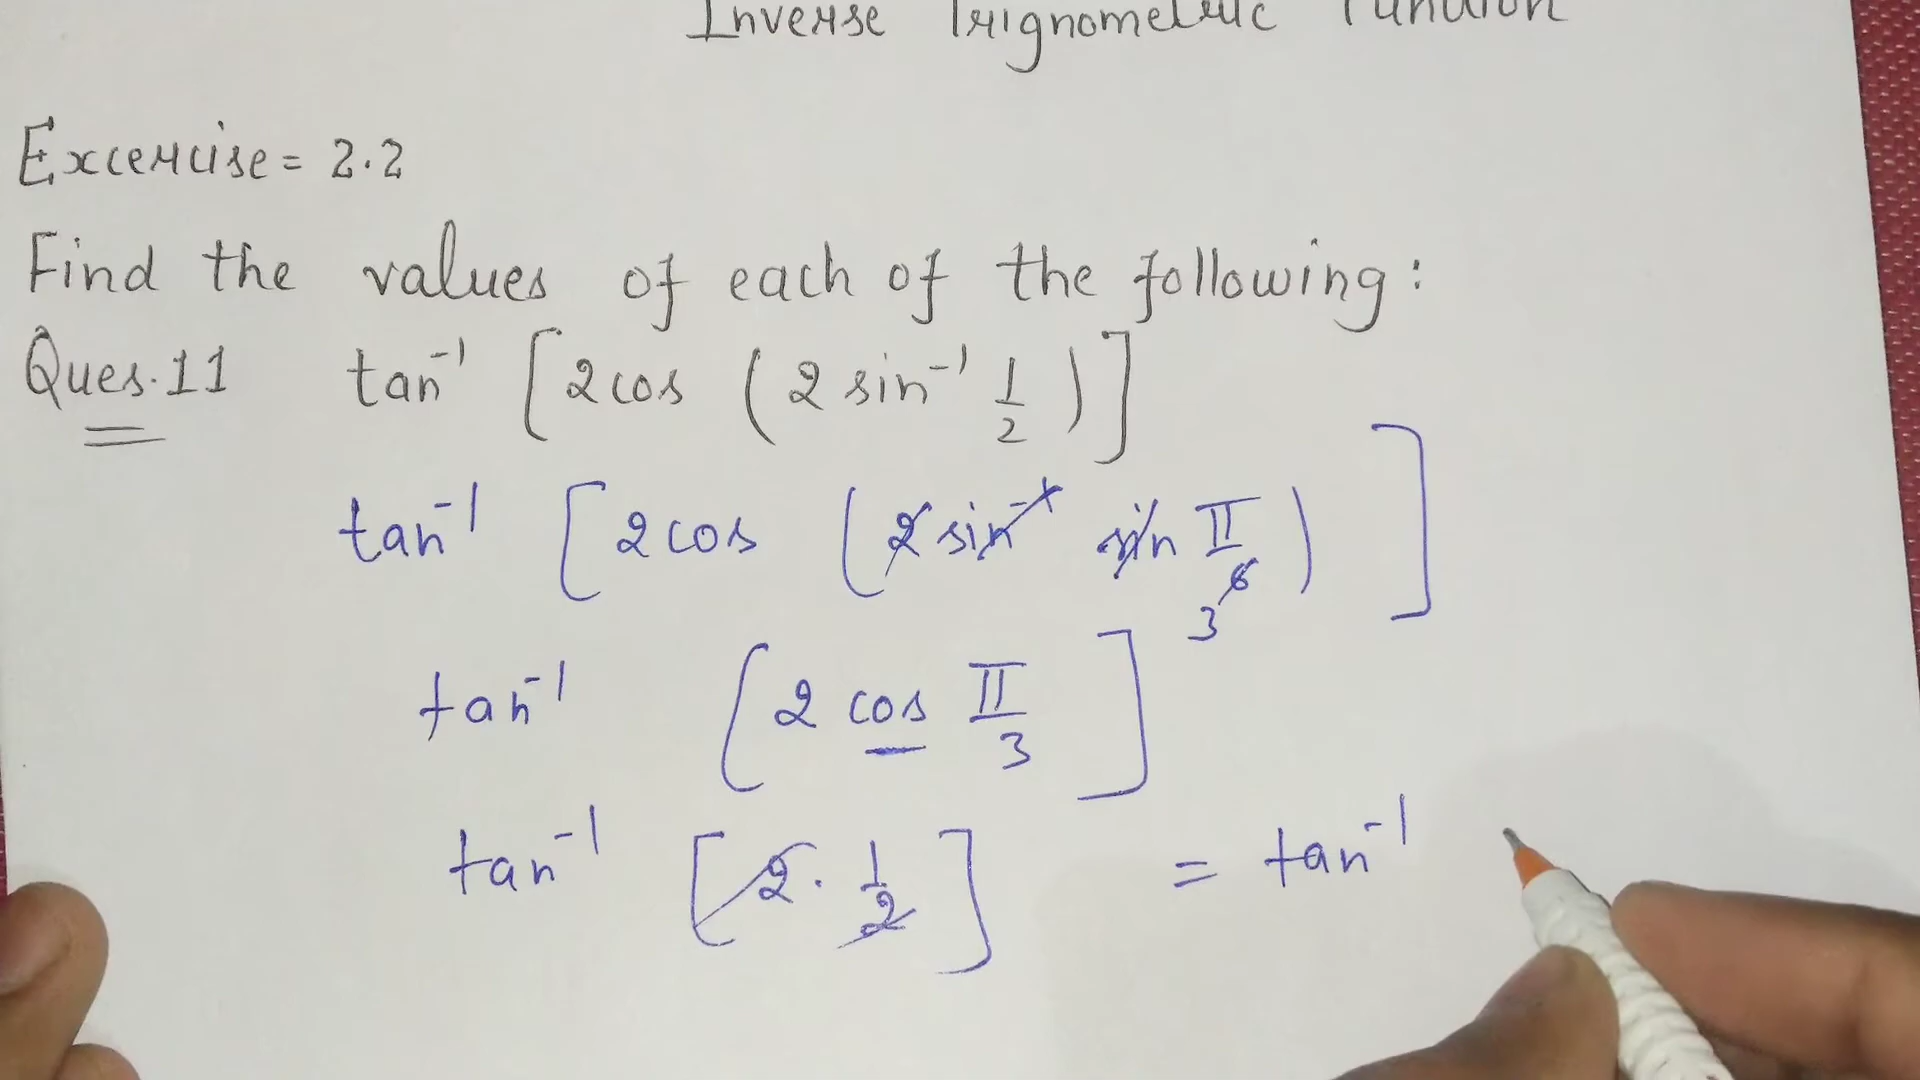 Inverse Trignometric Function
Excercise = 2.2
Find the values of each of the following :
Ques.11 tan⁻¹ [2cos (2 sin⁻¹ 1/2)]
tan⁻¹ [2cos (2 sin⁻¹ sin π/6 3)]
tan⁻¹ [2 cos π/3]
tan⁻¹ [2. 1/2] = tan⁻¹